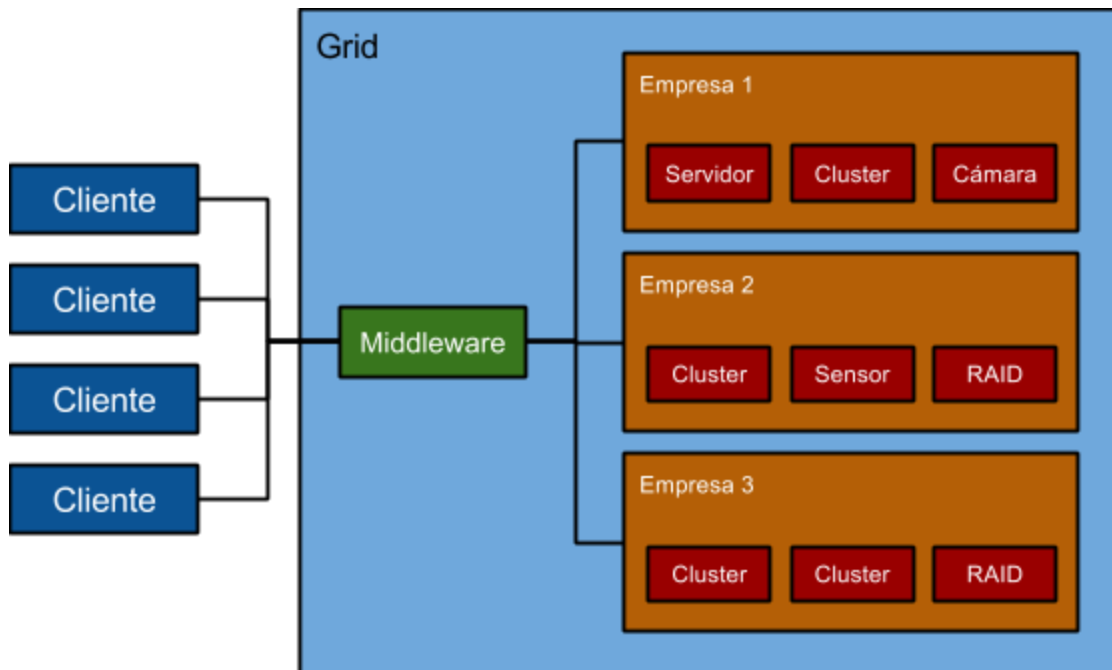 Grid
Empresa 1
Servidor
Cluster
Cámara
Cliente
Cliente
Cliente
Cliente
Middleware
Empresa 2
Cluster
Sensor
RAID
Empresa 3
Cluster
Cluster
RAID